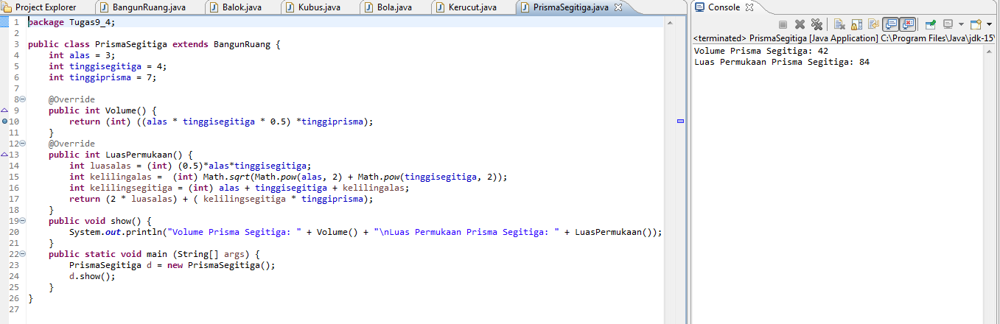 Project Explorer BangunRuang.java Balok.java Kubus.java Bola.java Kerucut.java PrismaSegitiga.java
1 package Tugas9_4;
2
3 public class PrismaSegitiga extends BangunRuang {
4 int alas = 3;
5 int tinggisegitiga = 4;
6 int tinggiprisma = 7;
7
8 @Override
9 public int Volume() {
10 return (int) ((alas * tinggisegitiga * 0.5) *tinggiprisma);
11 }
12 @Override
13 public int LuasPermukaan() {
14 int luasalas = (int) (0.5)*alas*tinggisegitiga;
15 int kelilingalas =  (int) Math.sqrt(Math.pow(alas, 2) + Math.pow(tinggisegitiga, 2));
16 int kelilingsegitiga = (int) alas + tinggisegitiga + kelilingalas;
17 return (2 * luasalas) + ( kelilingsegitiga * tinggiprisma);
18 }
19 public void show() {
20 System.out.println("Volume Prisma Segitiga: " + Volume() + "\nLuas Permukaan Prisma Segitiga: " + LuasPermukaan());
21 }
22 public static void main (String[] args) {
23 PrismaSegitiga d = new PrismaSegitiga();
24 d.show();
25 }
26 }
27
Console
<terminated> PrismaSegitiga [Java Application] C:\Program Files\Java\jdk-15\
Volume Prisma Segitiga: 42
Luas Permukaan Prisma Segitiga: 84